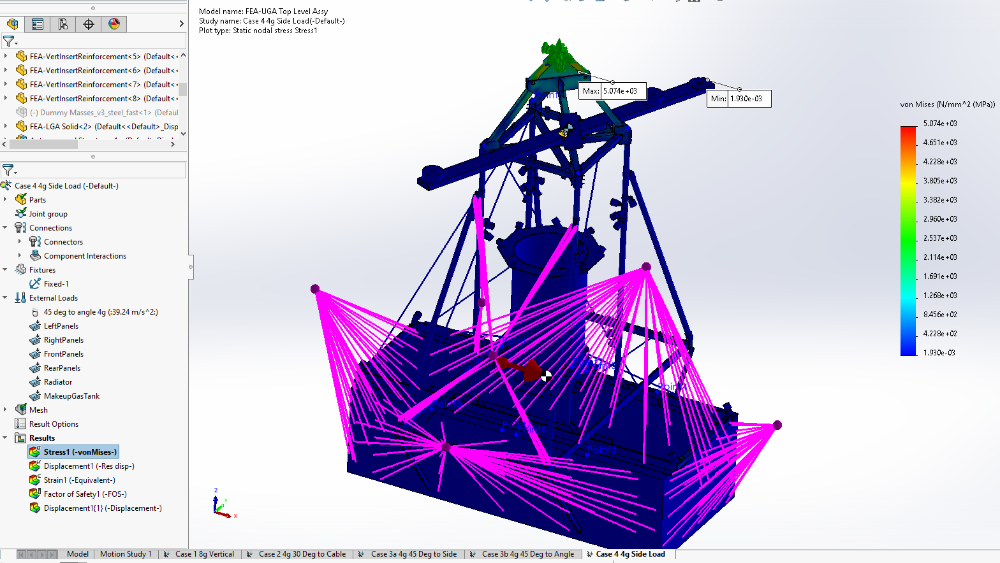 Model name: FEA-UGA Top Level Assy
Study name: Case 4 4g Side Load(-Default-)
Plot type: Static nodal stress Stress1
FEA-VertInsertReinforcement<5> (Default<<
FEA-VertInsertReinforcement<6> (Default<<
FEA-VertInsertReinforcement<7> (Default<<
FEA-VertInsertReinforcement<8> (Default<<
(-) Dummy Masses_v3_steel_fast<1> (Defaul
FEA-LGA Solid<2> (Default<<Default>_Disp
Case 4 4g Side Load (-Default-)
Parts
Joint group
Connections
Connectors
Component Interactions
Fixtures
Fixed-1
External Loads
45 deg to angle 4g (:39.24 m/s^2:)
LeftPanels
RightPanels
FrontPanels
RearPanels
Radiator
MakeupGasTank
Mesh
Result Options
Results
Stress1 (-vonMises-)
Displacement1 (-Res disp-)
Strain1 (-Equivalent-)
Factor of Safety1 (-FOS-)
Displacement1{1} (-Displacement-)
Max: 5.074e+03
Min: 1.930e-03
von Mises (N/mm^2 (MPa))
5.074e+03
4.651e+03
4.228e+03
3.805e+03
3.382e+03
2.960e+03
2.537e+03
2.114e+03
1.691e+03
1.268e+03
8.456e+02
4.228e+02
1.930e-03
Z
Y
X
Model
Motion Study 1
Case 1 8g Vertical
Case 2 4g 30 Deg to Cable
Case 3a 4g 45 Deg to Side
Case 3b 4g 45 Deg to Angle
Case 4 4g Side Load